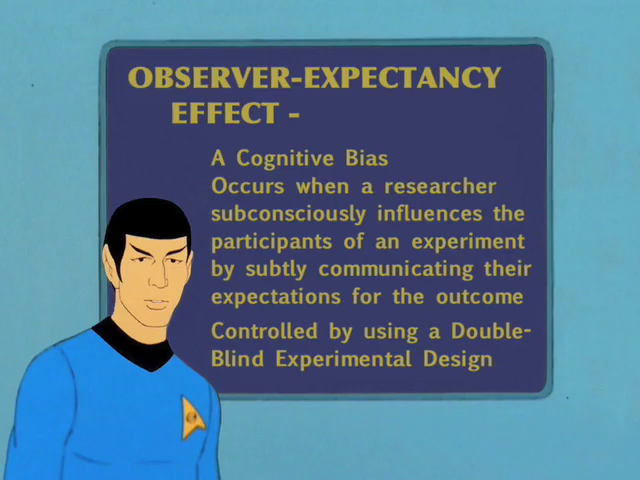 OBSERVER-EXPECTANCY
EFFECT -
A Cognitive Bias
Occurs when a researcher
subconsciously influences the
participants of an experiment
by subtly communicating their
expectations for the outcome
Controlled by using a Double-
Blind Experimental Design